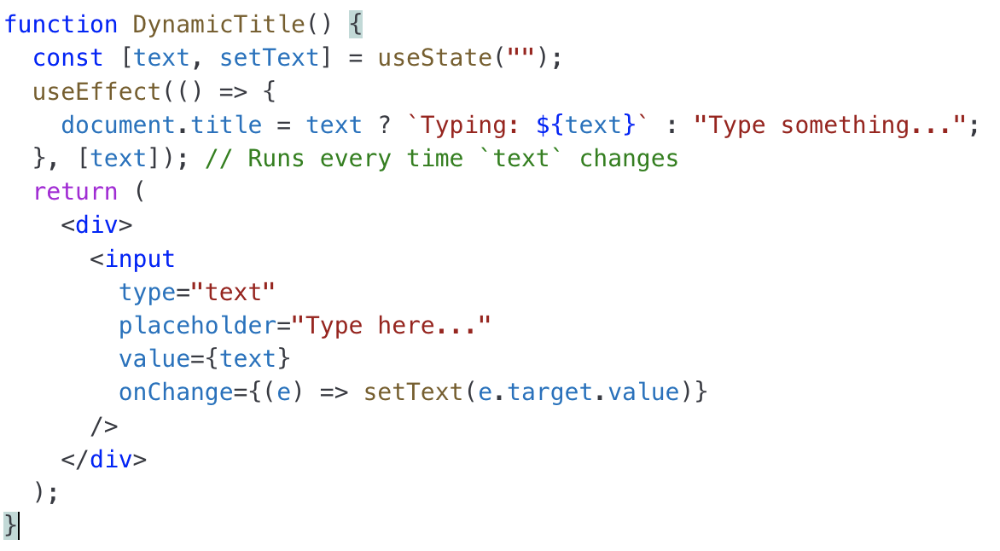 function DynamicTitle() {
  const [text, setText] = useState("");
  useEffect(() => {
    document.title = text ? `Typing: ${text}` : "Type something...";
  }, [text]); // Runs every time `text` changes
  return (
    <div>
      <input
        type="text"
        placeholder="Type here..."
        value={text}
        onChange={(e) => setText(e.target.value)}
      />
    </div>
  );
}